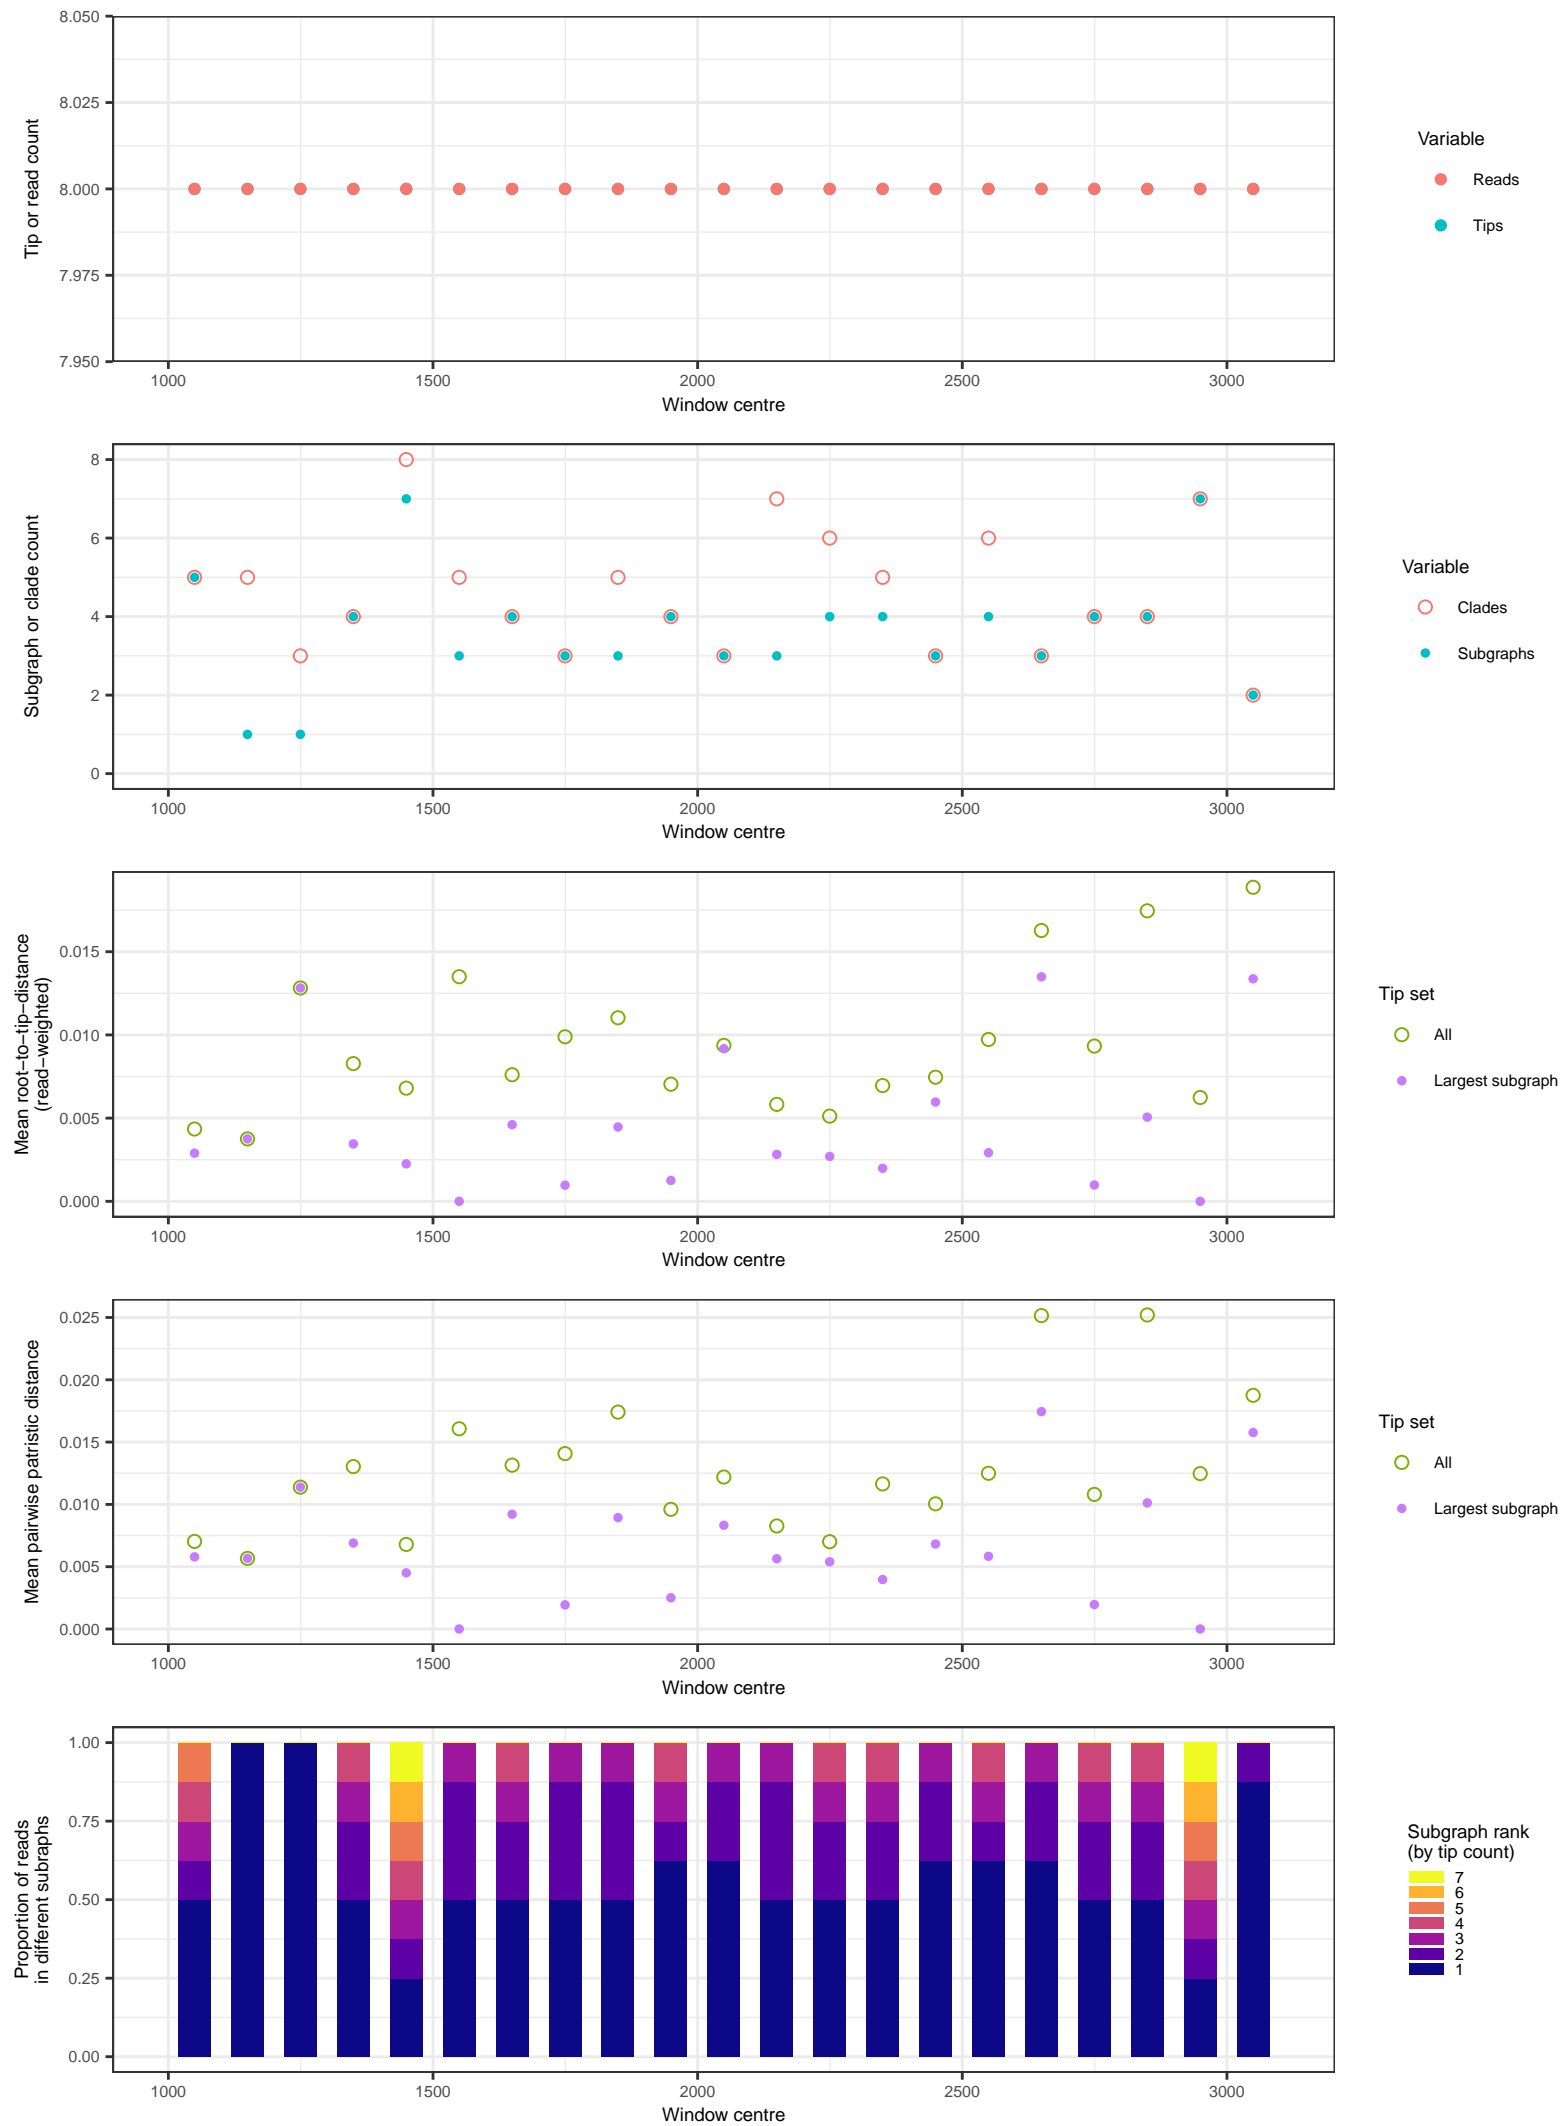 8.050
8.025
8.000
7.975
7.950
Tip or read count
1000 1500 2000 2500 3000
Window centre
Variable
Reads
Tips
8
6
4
2
0
Subgraph or clade count
1000 1500 2000 2500 3000
Window centre
Variable
Clades
Subgraphs
0.015
0.010
0.005
0.000
Mean root−to−tip−distance
(read−weighted)
1000 1500 2000 2500 3000
Window centre
Tip set
All
Largest subgraph
0.025
0.020
0.015
0.010
0.005
0.000
Mean pairwise patristic distance
1000 1500 2000 2500 3000
Window centre
Tip set
All
Largest subgraph
1.00
0.75
0.50
0.25
0.00
Proportion of reads
in different subraphs
1000 1500 2000 2500 3000
Window centre
Subgraph rank
(by tip count)
7
6
5
4
3
2
1